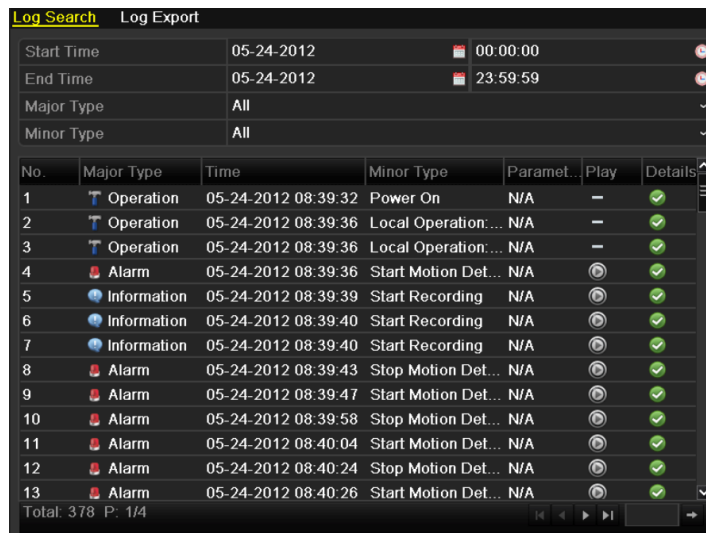 Log Search Log Export
Start Time 05-24-2012 00:00:00
End Time 05-24-2012 23:59:59
Major Type All
Minor Type All
No. Major Type Time Minor Type Paramet... Play Details
1 Operation 05-24-2012 08:39:32 Power On N/A –
2 Operation 05-24-2012 08:39:36 Local Operation:... N/A –
3 Operation 05-24-2012 08:39:36 Local Operation:... N/A –
4 Alarm 05-24-2012 08:39:36 Start Motion Det... N/A
5 Information 05-24-2012 08:39:39 Start Recording N/A
6 Information 05-24-2012 08:39:40 Start Recording N/A
7 Information 05-24-2012 08:39:40 Start Recording N/A
8 Alarm 05-24-2012 08:39:43 Stop Motion Det... N/A
9 Alarm 05-24-2012 08:39:47 Start Motion Det... N/A
10 Alarm 05-24-2012 08:39:58 Stop Motion Det... N/A
11 Alarm 05-24-2012 08:40:04 Start Motion Det... N/A
12 Alarm 05-24-2012 08:40:24 Stop Motion Det... N/A
13 Alarm 05-24-2012 08:40:26 Start Motion Det... N/A
Total: 378 P: 1/4